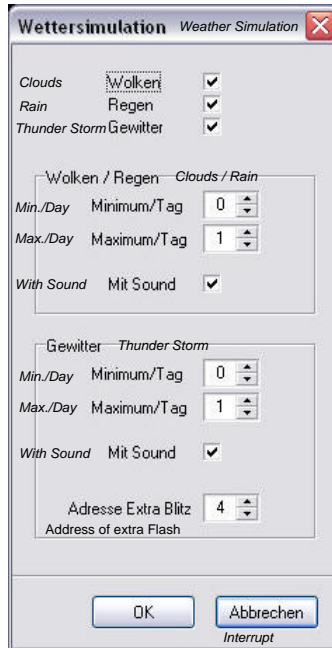 Wettersimulation Weather Simulation
Clouds Wolken
Rain Regen
Thunder Storm Gewitter
Wolken / Regen Clouds / Rain
Min./Day Minimum/Tag 0
Max./Day Maximum/Tag 1
With Sound Mit Sound
Gewitter Thunder Storm
Min./Day Minimum/Tag 0
Max./Day Maximum/Tag 1
With Sound Mit Sound
Adresse Extra Blitz 4
Address of extra Flash
OK Abbrechen
Interrupt